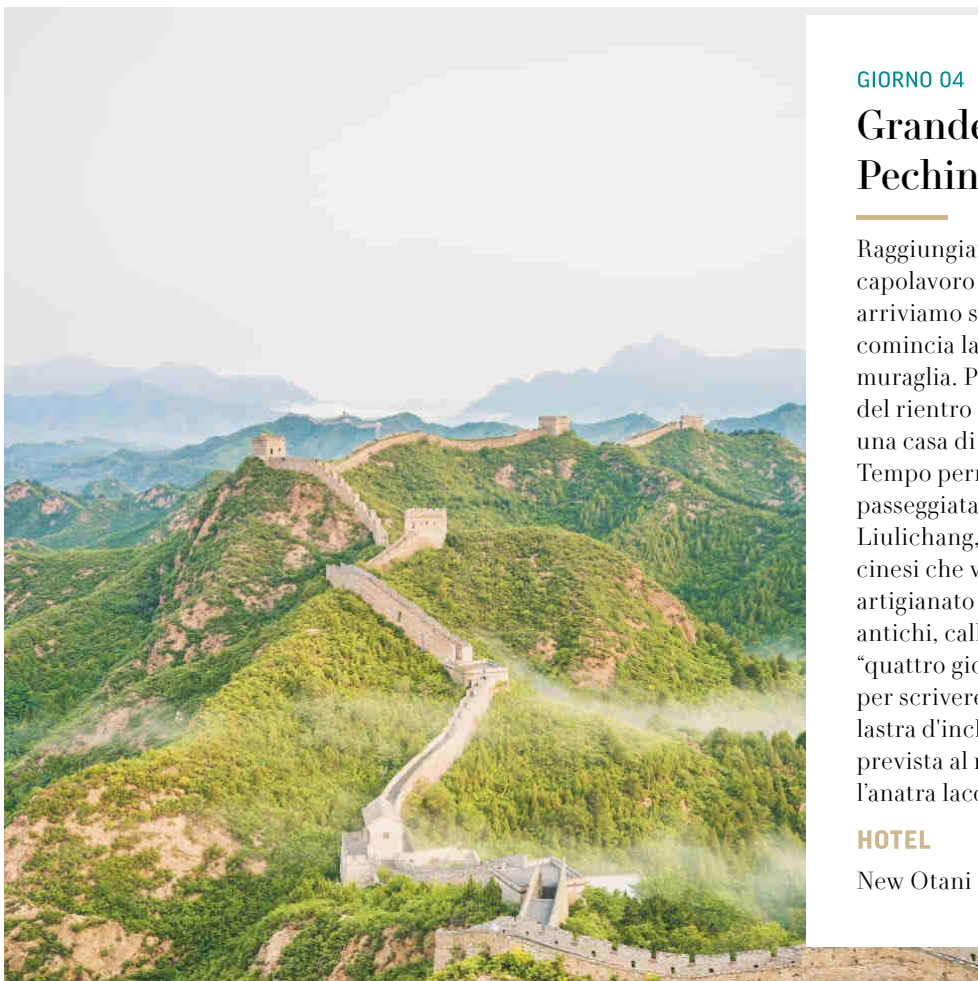 GIORNO 04
Grande
Pechin
Raggiungia
capolavoro
arriviamo s
comincia la
muraglia. P
del rientro
una casa di
Tempo perm
passeggiata
Liulichang,
cinesi che v
artigianato
antichi, call
“quattro gio
per scrivere
lastra d'incl
prevista al r
l’anatra lacc
HOTEL
New Otani